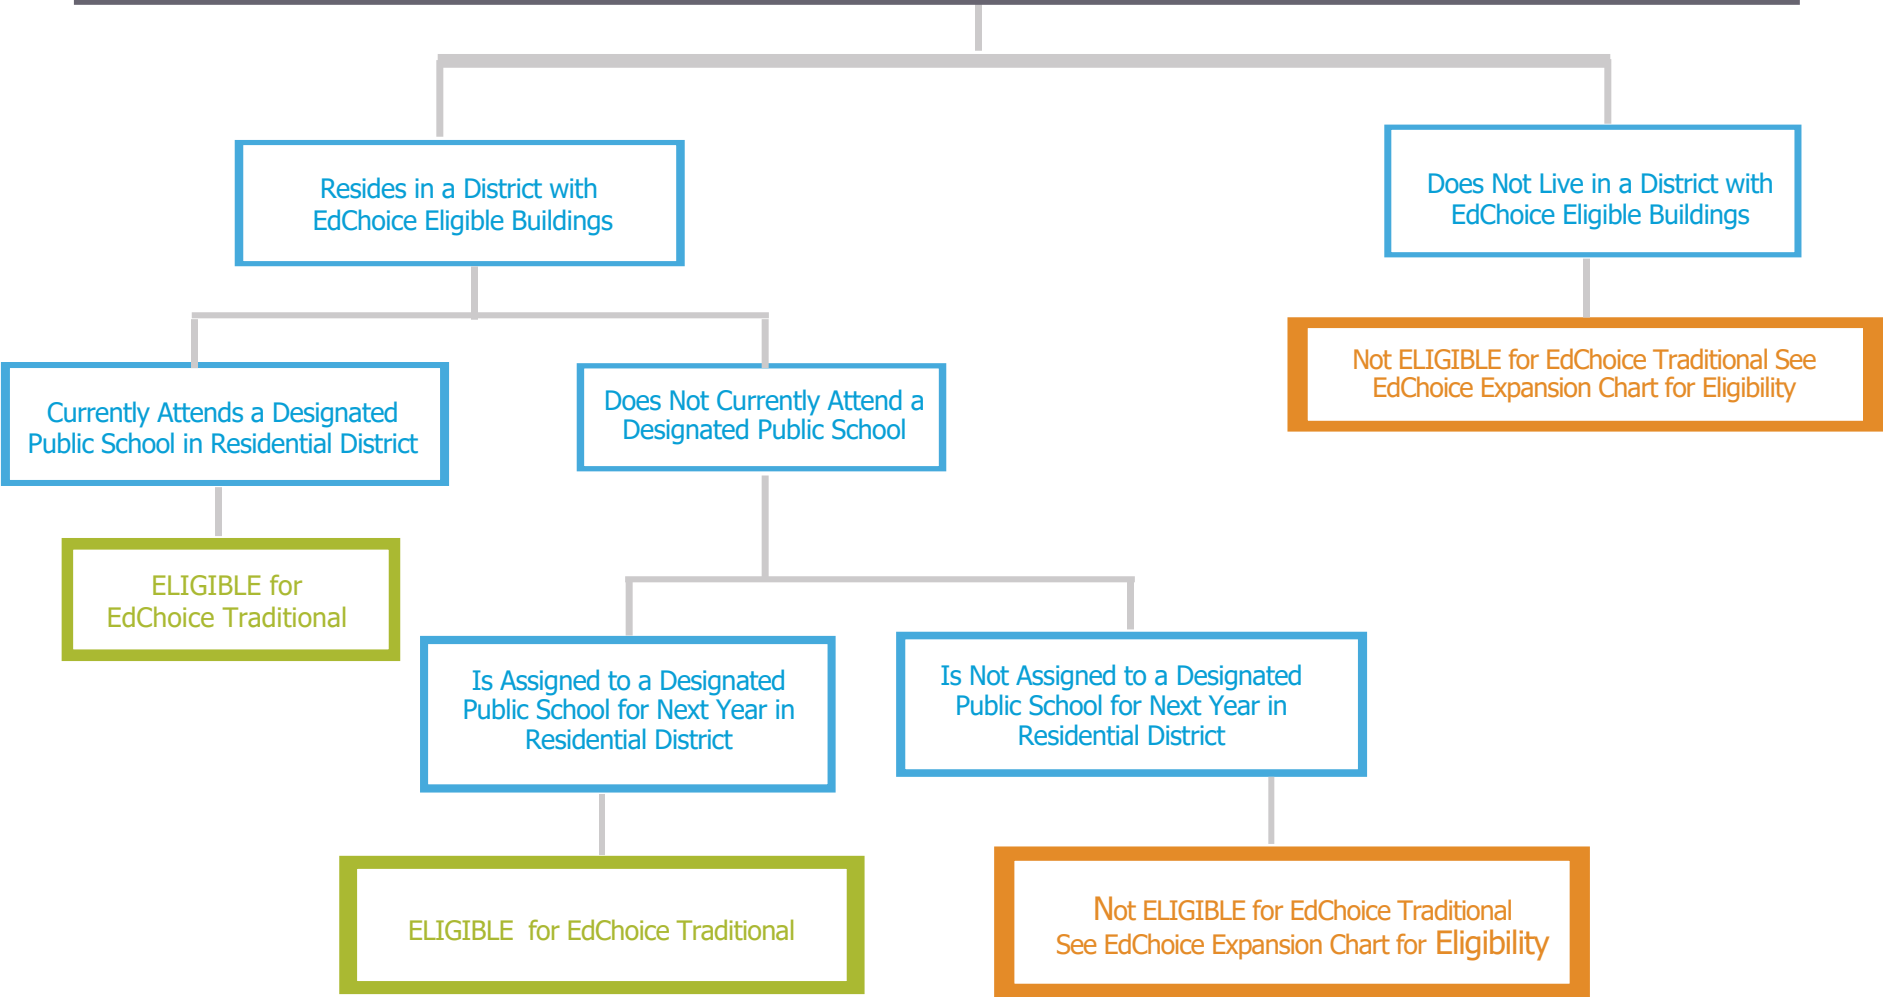 Resides in a District with
EdChoice Eligible Buildings
Does Not Live in a District with
EdChoice Eligible Buildings
Not ELIGIBLE for EdChoice Traditional See
EdChoice Expansion Chart for Eligibility
Currently Attends a Designated
Public School in Residential District
Does Not Currently Attend a
Designated Public School
ELIGIBLE for
EdChoice Traditional
Is Assigned to a Designated
Public School for Next Year in
Residential District
Is Not Assigned to a Designated
Public School for Next Year in
Residential District
ELIGIBLE for EdChoice Traditional
Not ELIGIBLE for EdChoice Traditional
See EdChoice Expansion Chart for Eligibility